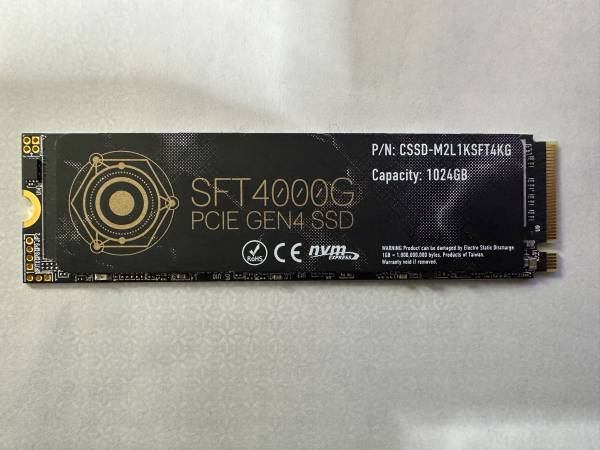 P/N: CSSD-M2L1KSFT4KG
Capacity: 1024GB
SFT4000G
PCIE GEN4 SSD
RoHS
CE
nvm
EXPRESS
WARNING Product can be damaged by Electro Static Discharge
1GB = 1,000,000,000 bytes. Products of Taiwan.
Warranty void if removed.